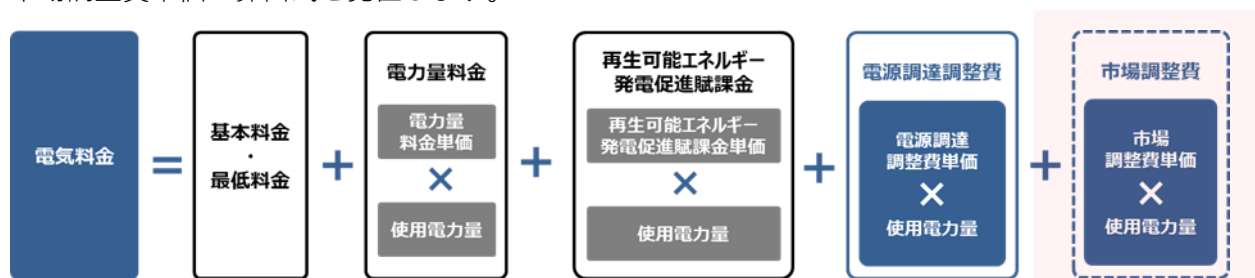 電気料金
=
基本料金
・
最低料金
+
電力量料金
電力量
料金単価
×
使用電力量
+
再生可能エネルギー
発電促進賦課金
再生可能エネルギー
発電促進賦課金単価
×
使用電力量
+
電源調達調整費
電源調達
調整費単価
×
使用電力量
+
市場調整費
市場
調整費単価
×
使用電力量